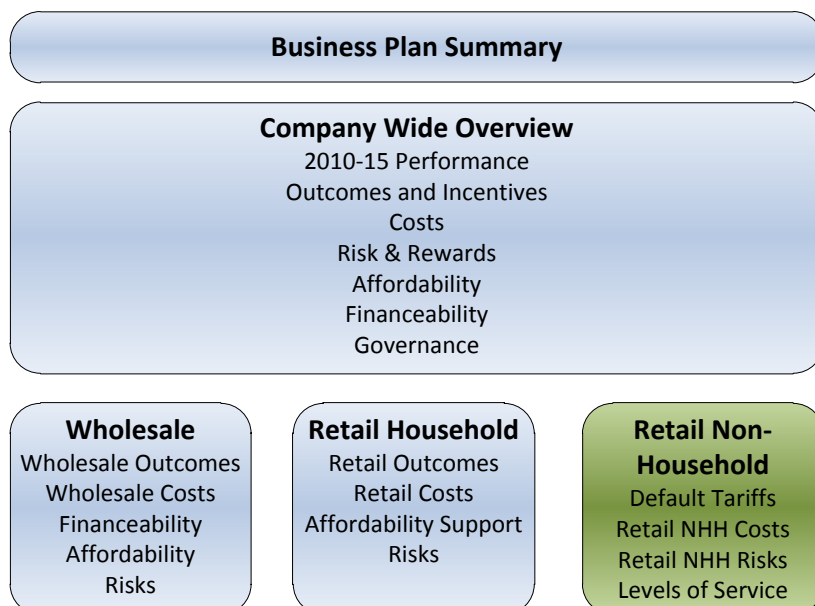 Business Plan Summary
Company Wide Overview
2010-15 Performance
Outcomes and Incentives
Costs
Risk & Rewards
Affordability
Financeability
Governance
Wholesale
Wholesale Outcomes
Wholesale Costs
Financeability
Affordability
Risks
Retail Household
Retail Outcomes
Retail Costs
Affordability Support
Risks
Retail Non-
Household
Default Tariffs
Retail NHH Costs
Retail NHH Risks
Levels of Service